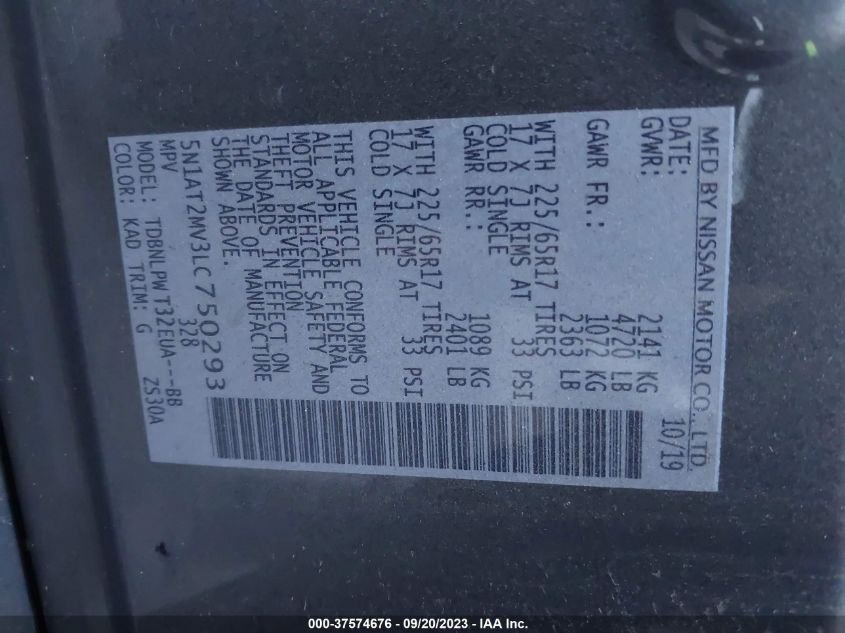 MFD BY NISSAN MOTOR CO., LTD.
DATE: 10/19
GVWR: 2141 KG
4720 LB
GAWR FR.: 1072 KG
2363 LB
WITH 225/65R17 TIRES
17 X 7J RIMS AT 33 PSI
COLD SINGLE
GAWR RR.: 1089 KG
2401 LB
WITH 225/65R17 TIRES
17 X 7J RIMS AT 33 PSI
COLD SINGLE
THIS VEHICLE CONFORMS TO
ALL APPLICABLE FEDERAL
MOTOR VEHICLE SAFETY AND
THEFT PREVENTION
STANDARDS IN EFFECT ON
THE DATE OF MANUFACTURE
SHOWN ABOVE.
5N1AT2MV3LC750293
MPV 328
MODEL: TDBNLPWT32EUA---BB
COLOR: KAD TRIM: G ZS30A
000-37574676 - 09/20/2023 - IAA Inc.